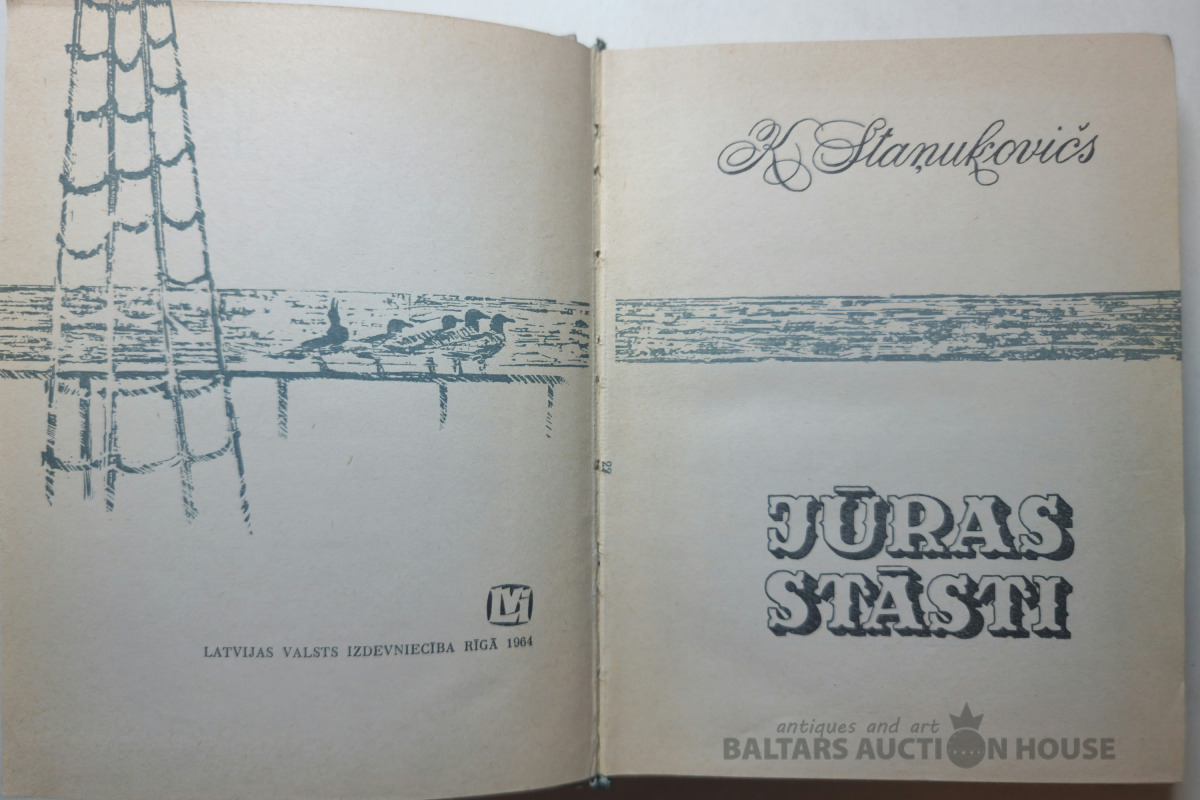 LVI
LATVIJAS VALSTS IZDEVNIECĪBA RĪGĀ 1964
K Staņukovičs
JŪRAS
STĀSTI
antiques and art
BALTARS AUCTION HOUSE